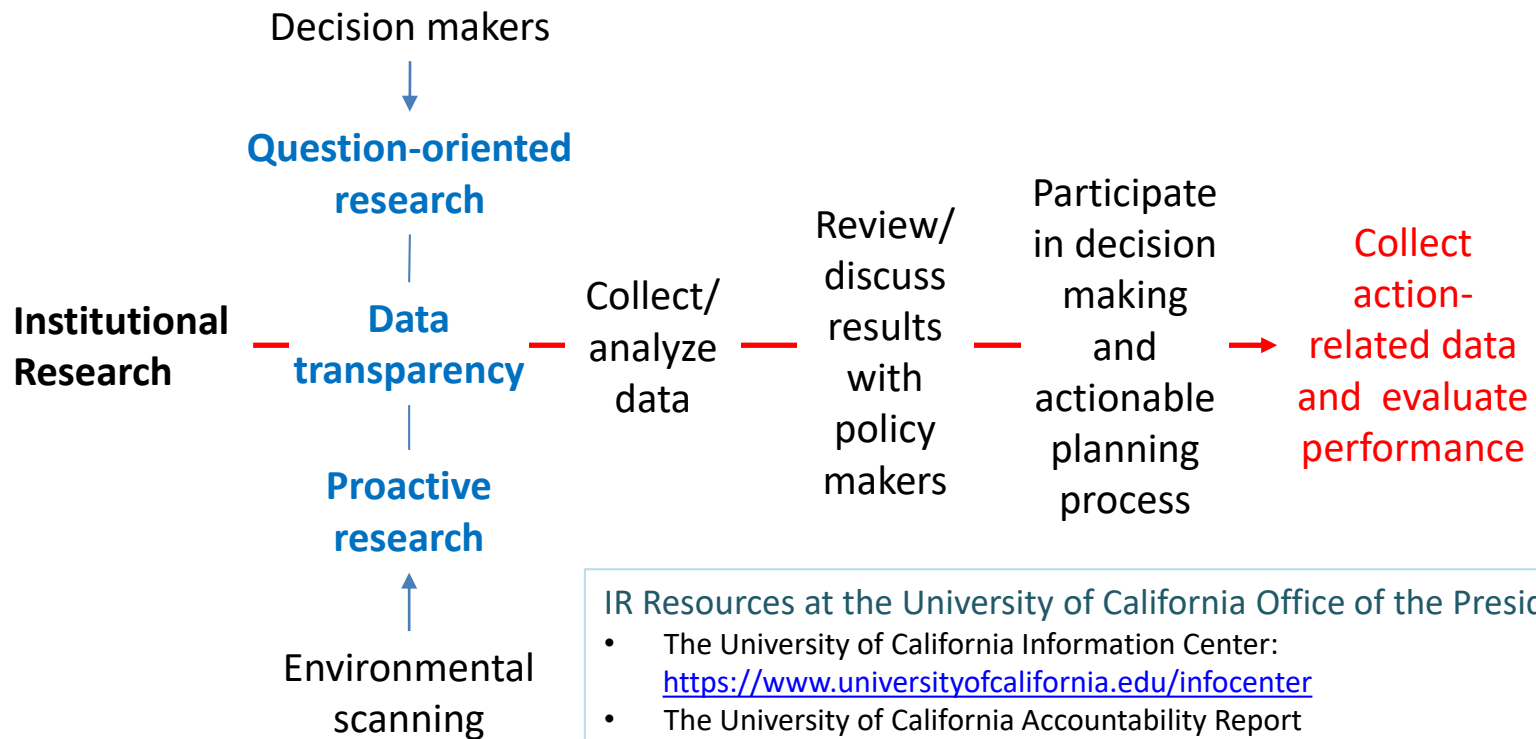 Decision makers
Question-oriented
research
Institutional
Research
Data
transparency
Collect/
analyze
data
Review/
discuss
results
with
policy
makers
Participate
in decision
making
and
actionable
planning
process
Collect
action-
related data
and evaluate
performance
Proactive
research
Environmental
scanning
IR Resources at the University of California Office of the Presid
• The University of California Information Center:
https://www.universityofcalifornia.edu/infocenter
• The University of California Accountability Report